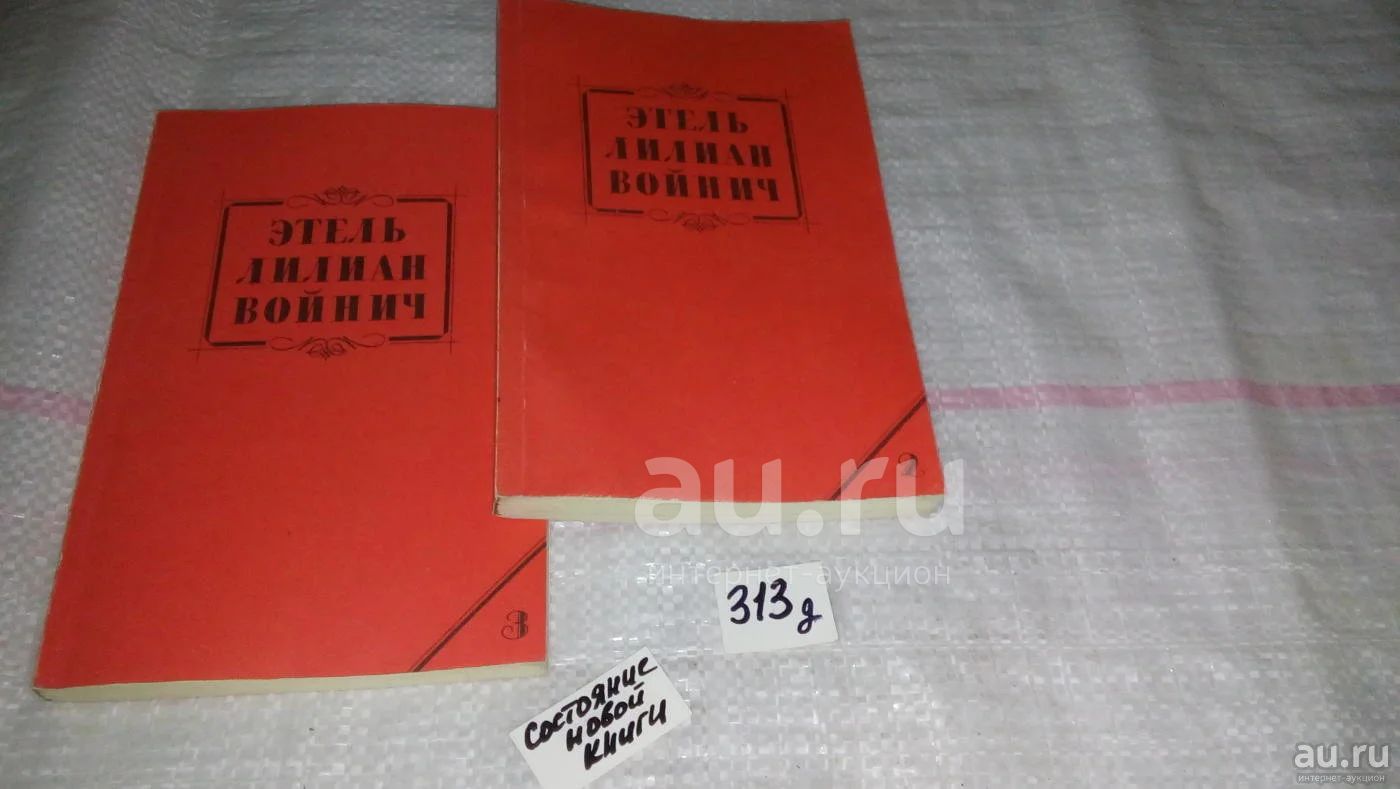 ЭТЕЛЬ
ЛИЛИАН
ВОЙНИЧ
3
ЭТЕЛЬ
ЛИЛИАН
ВОЙНИЧ
2
au.ru
интернет-аукцион
313д
состояние
новой
книги
au.ru
интернет-аукцион